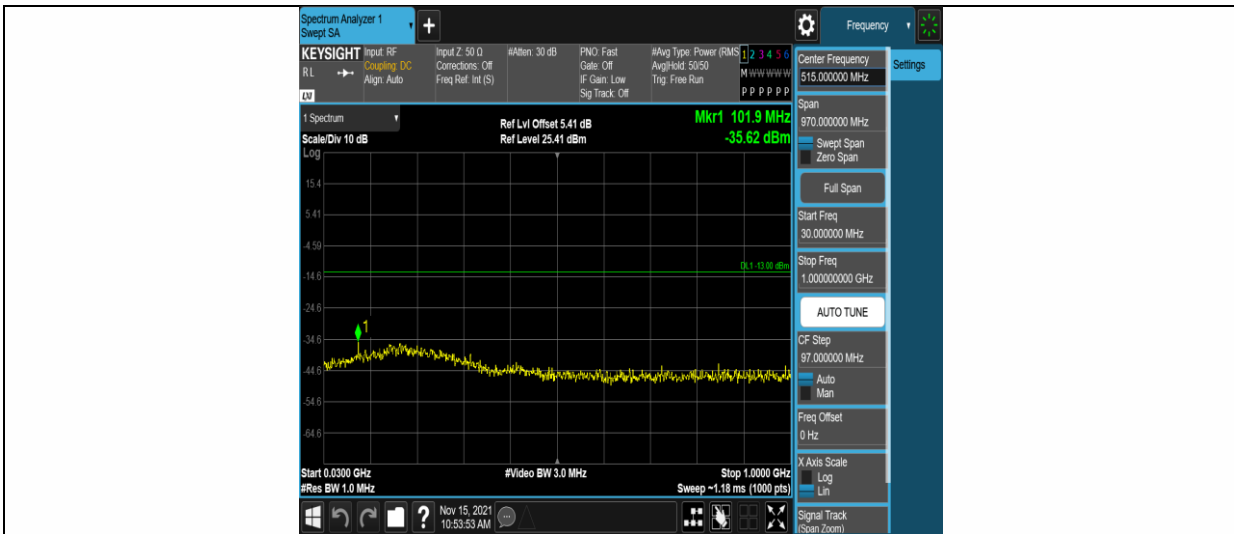 Spectrum Analyzer 1
Swept SA
+
Frequency
KEYSIGHT
R L
LXI
Input: RF
Coupling: DC
Align: Auto
Input Z: 50 Ω
Corrections: Off
Freq Ref: Int (S)
#Atten: 30 dB
PNO: Fast
Gate: Off
IF Gain: Low
Sig Track: Off
#Avg Type: Power (RMS
Avg|Hold: 50/50
Trig: Free Run
1 2 3 4 5 6
M W W W W W
P P P P P P
1 Spectrum
Scale/Div 10 dB
Log
Ref Lvl Offset 5.41 dB
Ref Level 25.41 dBm
Mkr1 101.9 MHz
-35.62 dBm
15.4
5.41
-4.59
DL1 -13.00 dBm
-14.6
-24.6
1
-34.6
-44.6
-54.6
-64.6
Start 0.0300 GHz
#Res BW 1.0 MHz
#Video BW 3.0 MHz
Stop 1.0000 GHz
Sweep ~1.18 ms (1000 pts)
?
Nov 15, 2021
10:53:53 AM
Center Frequency
515.000000 MHz
Span
970.000000 MHz
Swept Span
Zero Span
Full Span
Start Freq
30.000000 MHz
Stop Freq
1.000000000 GHz
AUTO TUNE
CF Step
97.000000 MHz
Auto
Man
Freq Offset
0 Hz
X Axis Scale
Log
Lin
Signal Track
(Span Zoom)
Settings